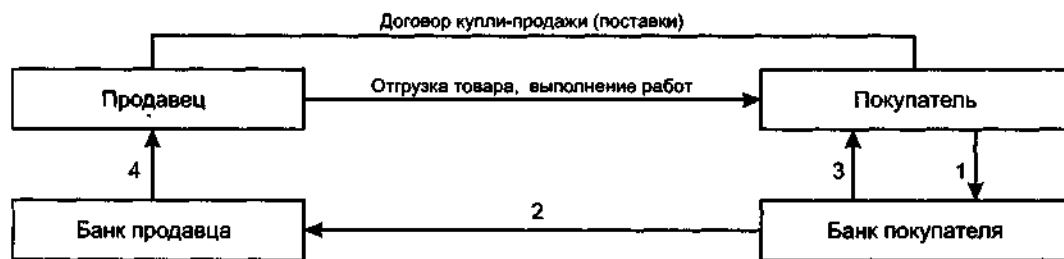 Договор купли-продажи (поставки)
Продавец
Отгрузка товара, выполнение работ
Покупатель
4
3
1
Банк продавца
2
Банк покупателя